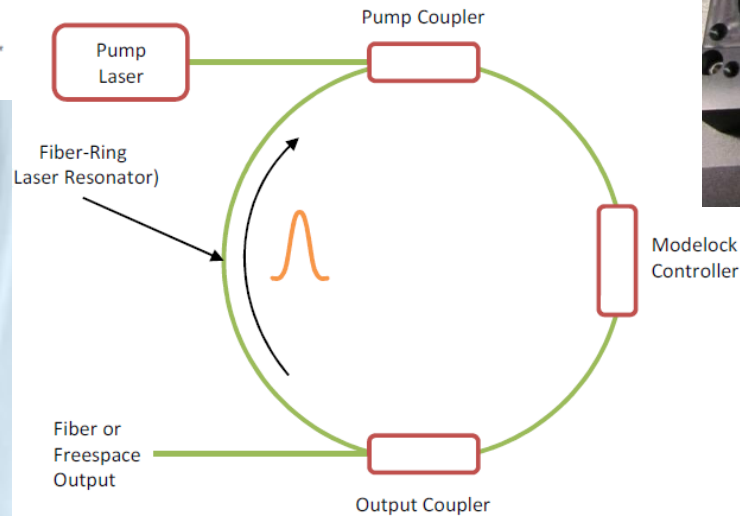 Pump Coupler
Pump
Laser
Fiber-Ring
Laser Resonator)
Modelock
Controller
Fiber or
Freespace
Output
Output Coupler